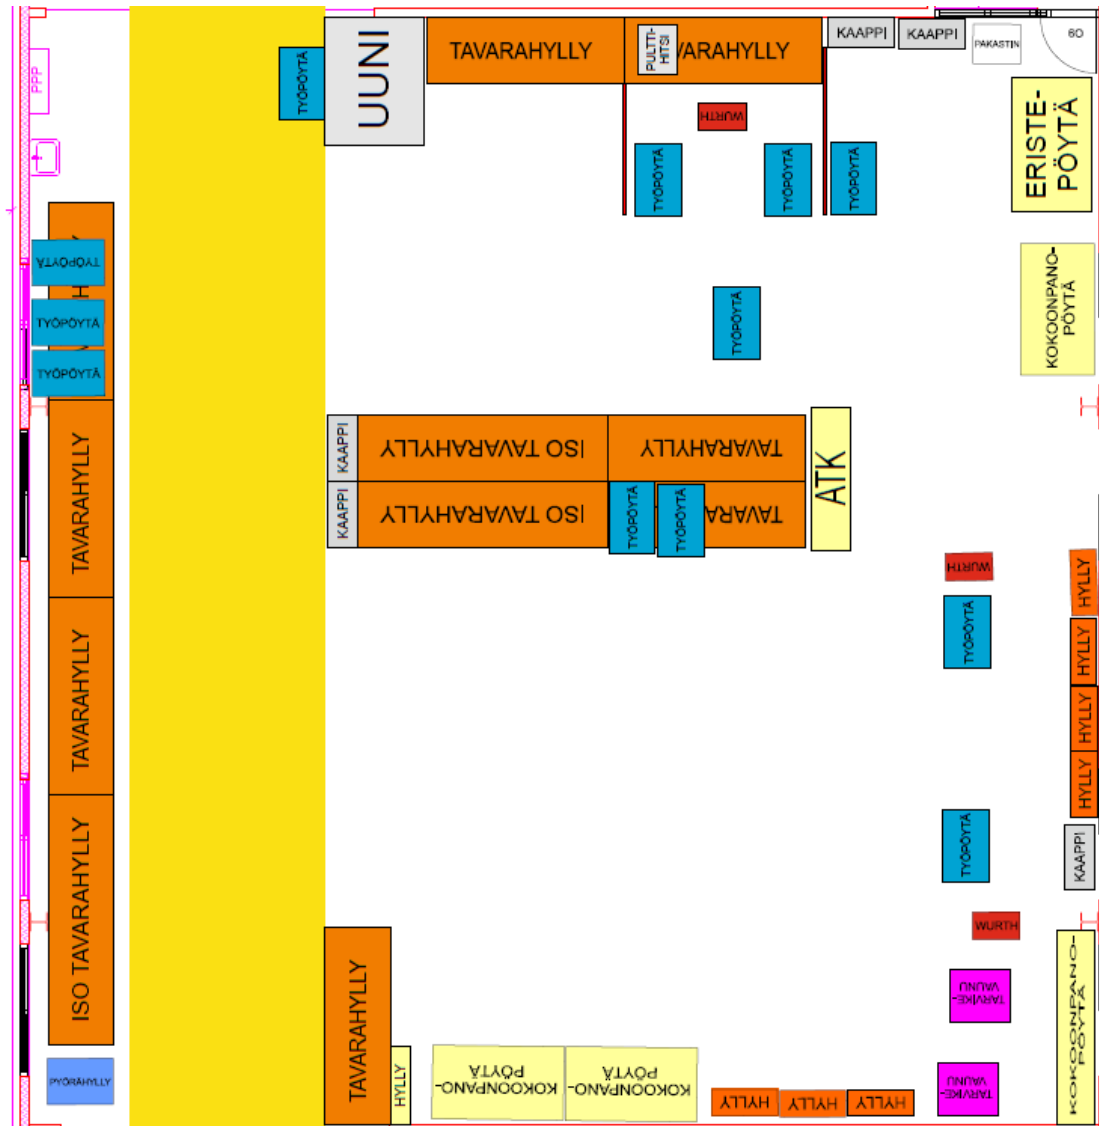 PPP
TYÖPÖYTÄ
UUNI
TAVARAHYLLY
PULTTI-
HITSI
VARAHYLLY
KAAPPI
KAAPPI
PAKASTIN
WURTH
ERISTE-
PÖYTÄ
TYÖPÖYTÄ
TYÖPÖYTÄ
TYÖPÖYTÄ
TYÖPÖYTÄ
TYÖPÖYTÄ
TYÖPÖYTÄ
TYÖPÖYTÄ
KOKOONPANO-
PÖYTÄ
TAVARAHYLLY
KAAPPI
ISO TAVARAHYLLY
TAVARAHYLLY
ATK
KAAPPI
ISO TAVARAHYLLY
TYÖPÖYTÄ
TYÖPÖYTÄ
TAVARA
WURTH
HYLLY
TYÖPÖYTÄ
HYLLY
TAVARAHYLLY
HYLLY
HYLLY
ISO TAVARAHYLLY
TYÖPÖYTÄ
KAAPPI
WURTH
TAVARAHYLLY
TARVIKE-
VAUNU
KOKOONPANO-
PÖYTÄ
PYÖRÄHYLLY
HYLLY
KOKOONPANO-
PÖYTÄ
KOKOONPANO-
PÖYTÄ
HYLLY
HYLLY
HYLLY
TARVIKE-
VAUNU